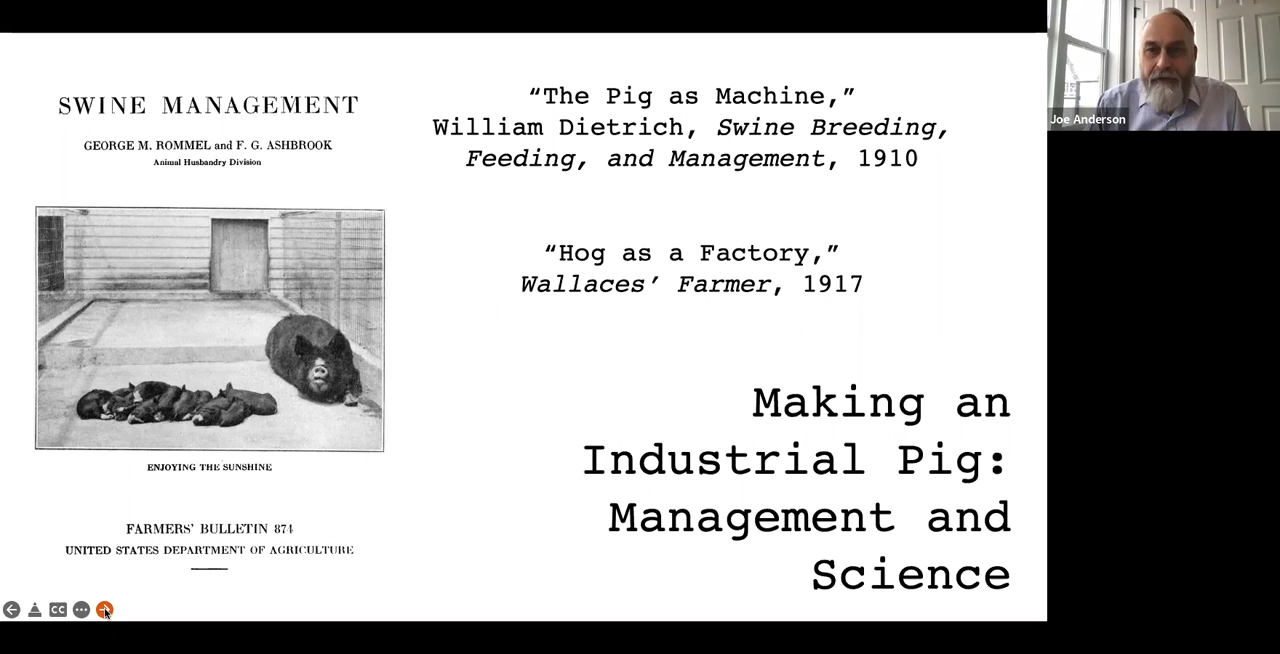 SWINE MANAGEMENT
GEORGE M. ROMMEL and F. G. ASHBROOK
Animal Husbandry Division
ENJOYING THE SUNSHINE
FARMERS' BULLETIN 874
UNITED STATES DEPARTMENT OF AGRICULTURE
“The Pig as Machine,”
William Dietrich, Swine Breeding,
Feeding, and Management, 1910
“Hog as a Factory,”
Wallaces’ Farmer, 1917
Making an
Industrial Pig:
Management and
Science
Joe Anderson
CC